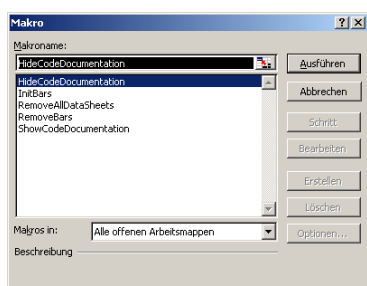 Makro
Makroname:
HideCodeDocumentation
Ausführen
HideCodeDocumentation
InitBars
RemoveAllDataSheets
RemoveBars
ShowCodeDocumentation
Abbrechen
Schritt
Bearbeiten
Erstellen
Löschen
Makros in:
Alle offenen Arbeitsmappen
Optionen...
Beschreibung